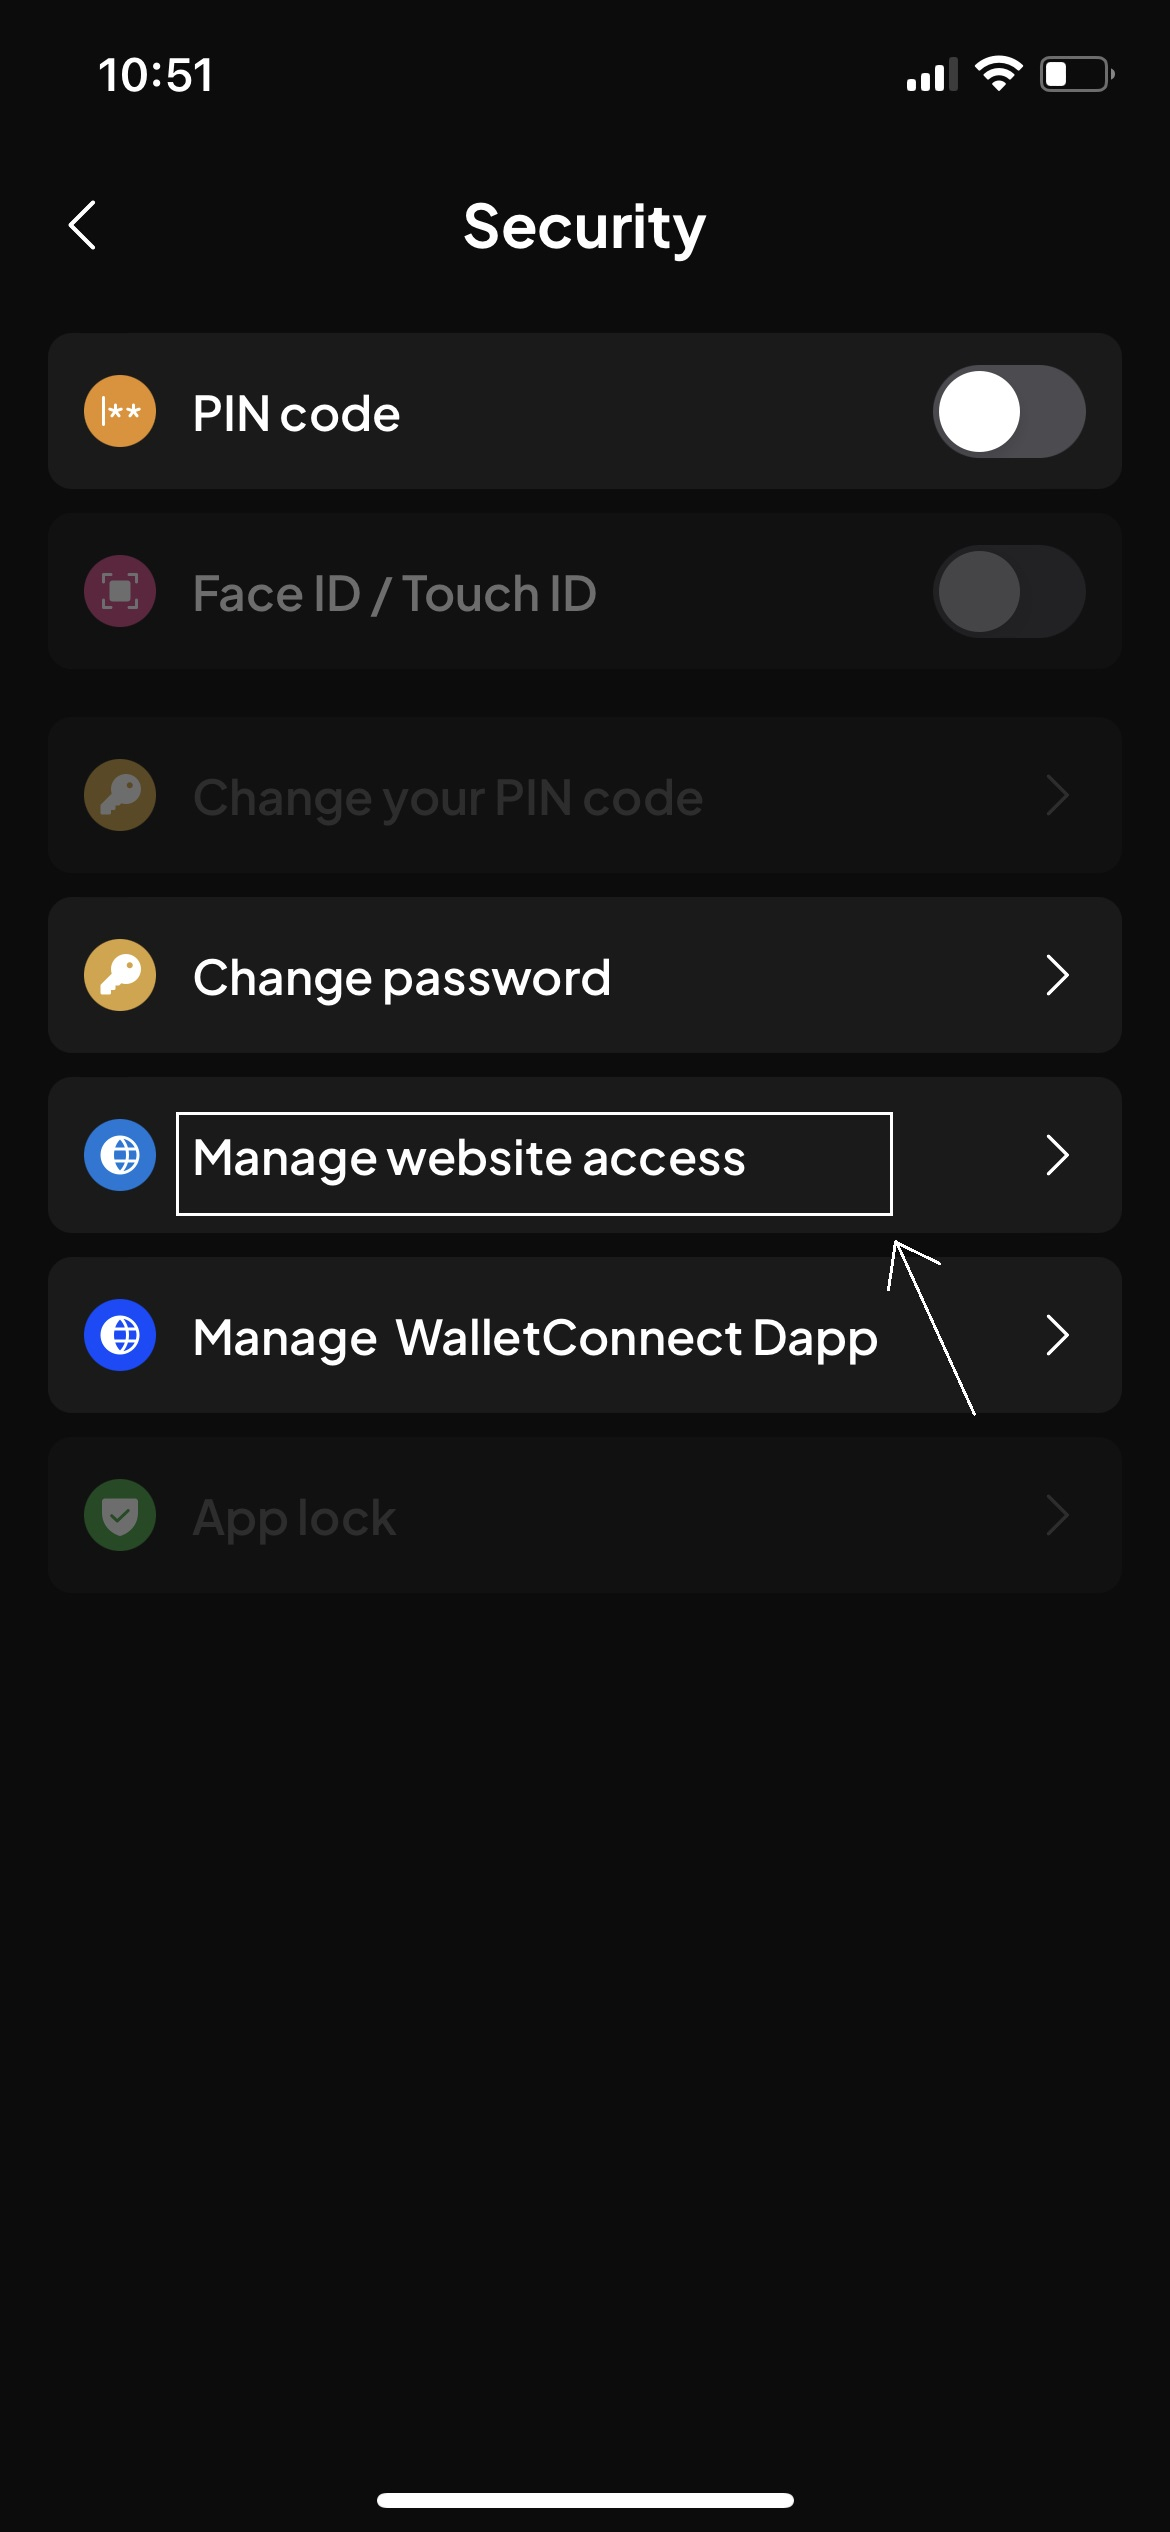 10:51
Security
PIN code
Face ID / Touch ID
Change your PIN code
Change password
Manage website access
Manage  WalletConnect Dapp
App lock